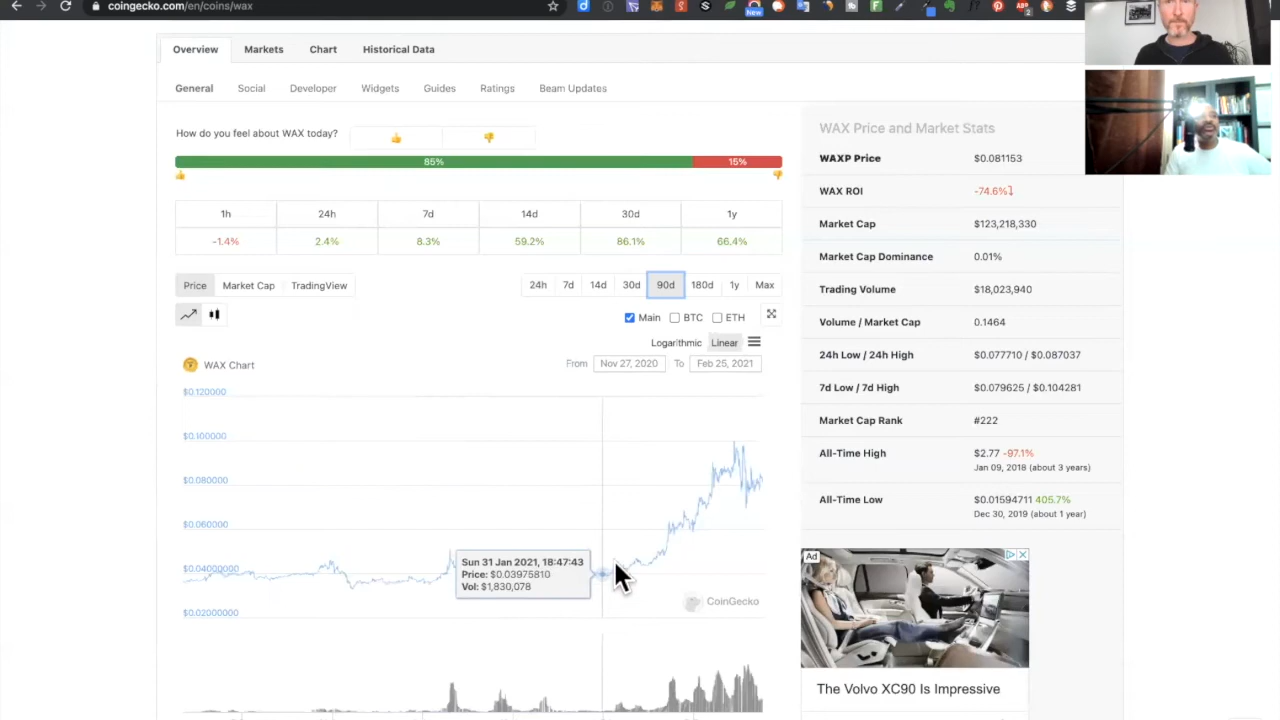 coingecko.com/en/coins/wax
New
2
Overview Markets Chart Historical Data
General Social Developer Widgets Guides Ratings Beam Updates
How do you feel about WAX today?
85% 15%
1h 24h 7d 14d 30d 1y
-1.4% 2.4% 8.3% 59.2% 86.1% 66.4%
Price Market Cap TradingView
24h 7d 14d 30d 90d 180d 1y Max
Main BTC ETH
Logarithmic Linear
WAX Chart
From Nov 27, 2020 To Feb 25, 2021
$0.120000
$0.100000
$0.080000
$0.060000
$0.04000000
$0.02000000
Sun 31 Jan 2021, 18:47:43
Price: $0.03975810
Vol: $1,830,078
CoinGecko
WAX Price and Market Stats
WAXP Price $0.081153
WAX ROI -74.6%
Market Cap $123,218,330
Market Cap Dominance 0.01%
Trading Volume $18,023,940
Volume / Market Cap 0.1464
24h Low / 24h High $0.077710 / $0.087037
7d Low / 7d High $0.079625 / $0.104281
Market Cap Rank #222
All-Time High $2.77 -97.1%
Jan 09, 2018 (about 3 years)
All-Time Low $0.01594711 405.7%
Dec 30, 2019 (about 1 year)
Ad
The Volvo XC90 Is Impressive